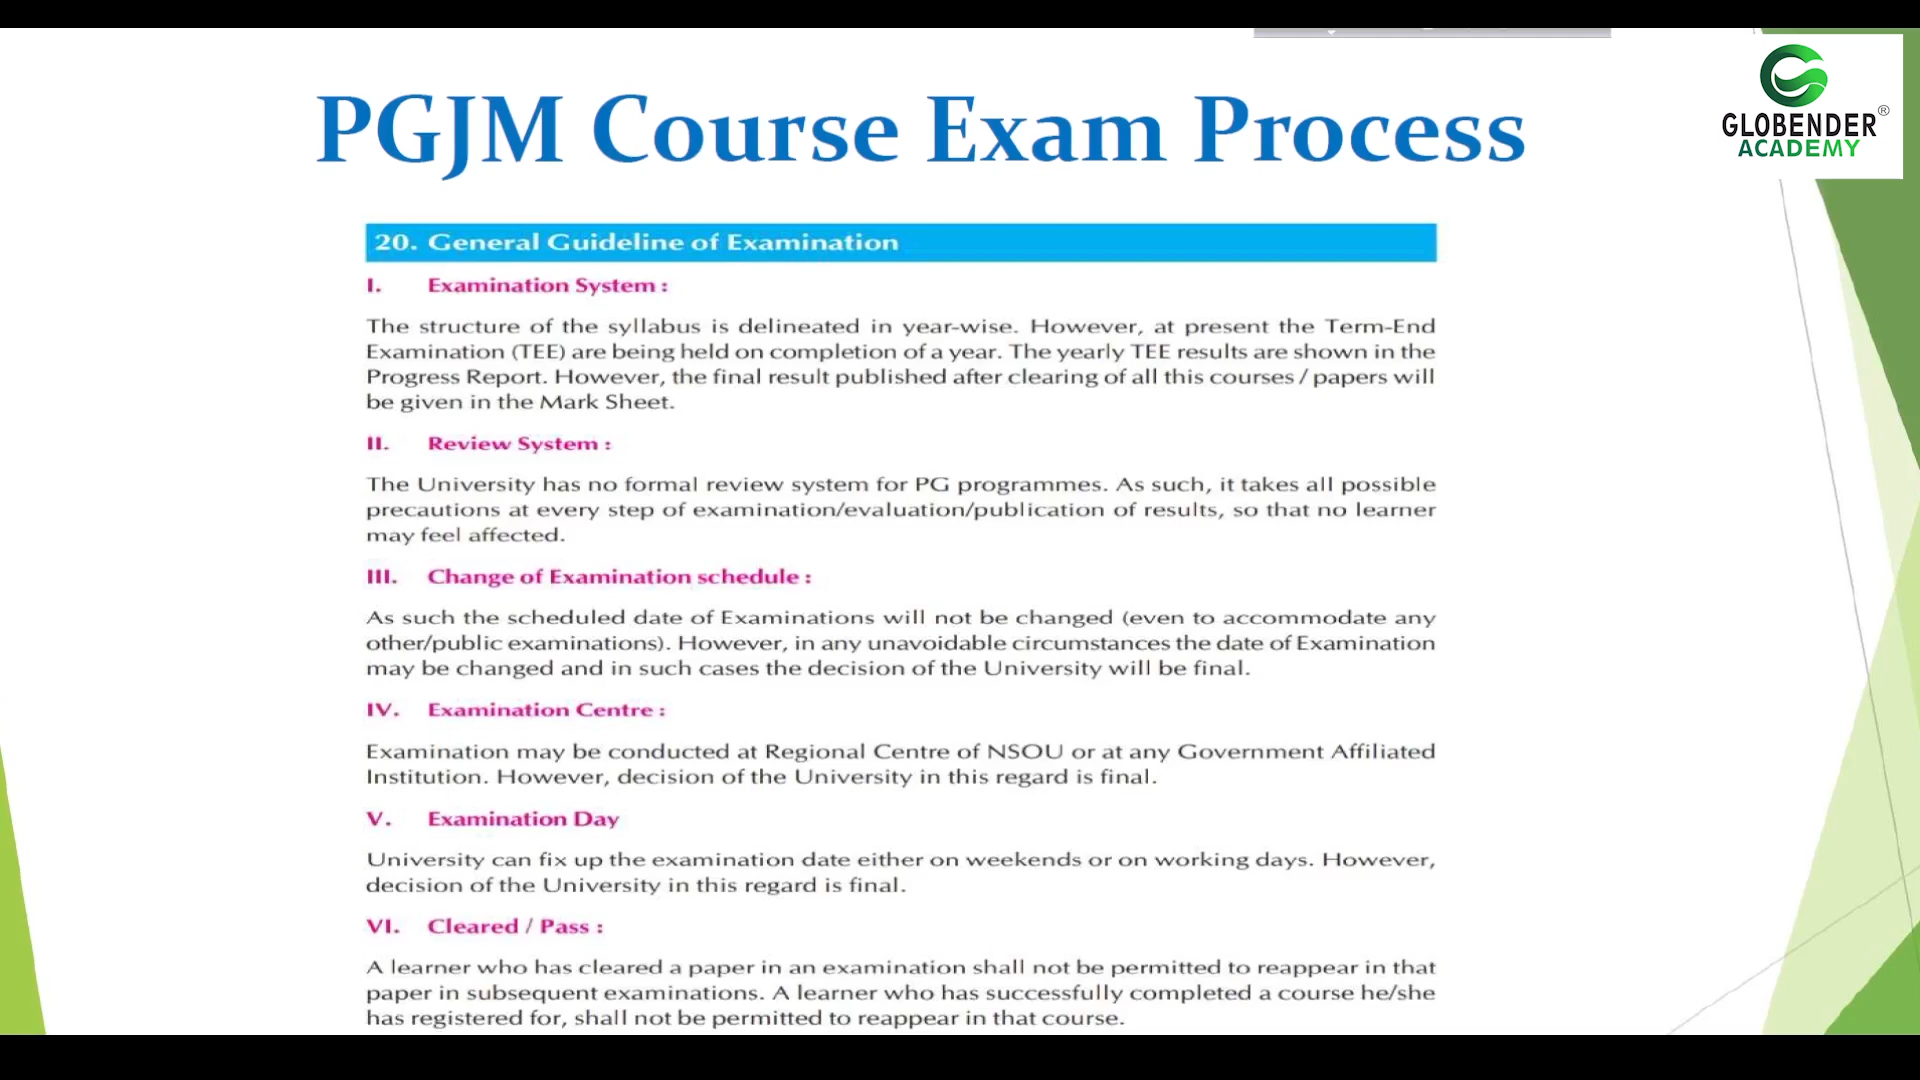 PGJM Course Exam Process
GLOBENDER®
ACADEMY
20. General Guideline of Examination
I. Examination System :
The structure of the syllabus is delineated in year-wise. However, at present the Term-End
Examination (TEE) are being held on completion of a year. The yearly TEE results are shown in the
Progress Report. However, the final result published after clearing of all this courses / papers will
be given in the Mark Sheet.
II. Review System :
The University has no formal review system for PG programmes. As such, it takes all possible
precautions at every step of examination/evaluation/publication of results, so that no learner
may feel affected.
III. Change of Examination schedule :
As such the scheduled date of Examinations will not be changed (even to accommodate any
other/public examinations). However, in any unavoidable circumstances the date of Examination
may be changed and in such cases the decision of the University will be final.
IV. Examination Centre :
Examination may be conducted at Regional Centre of NSOU or at any Government Affiliated
Institution. However, decision of the University in this regard is final.
V. Examination Day
University can fix up the examination date either on weekends or on working days. However,
decision of the University in this regard is final.
VI. Cleared / Pass :
A learner who has cleared a paper in an examination shall not be permitted to reappear in that
paper in subsequent examinations. A learner who has successfully completed a course he/she
has registered for, shall not be permitted to reappear in that course.